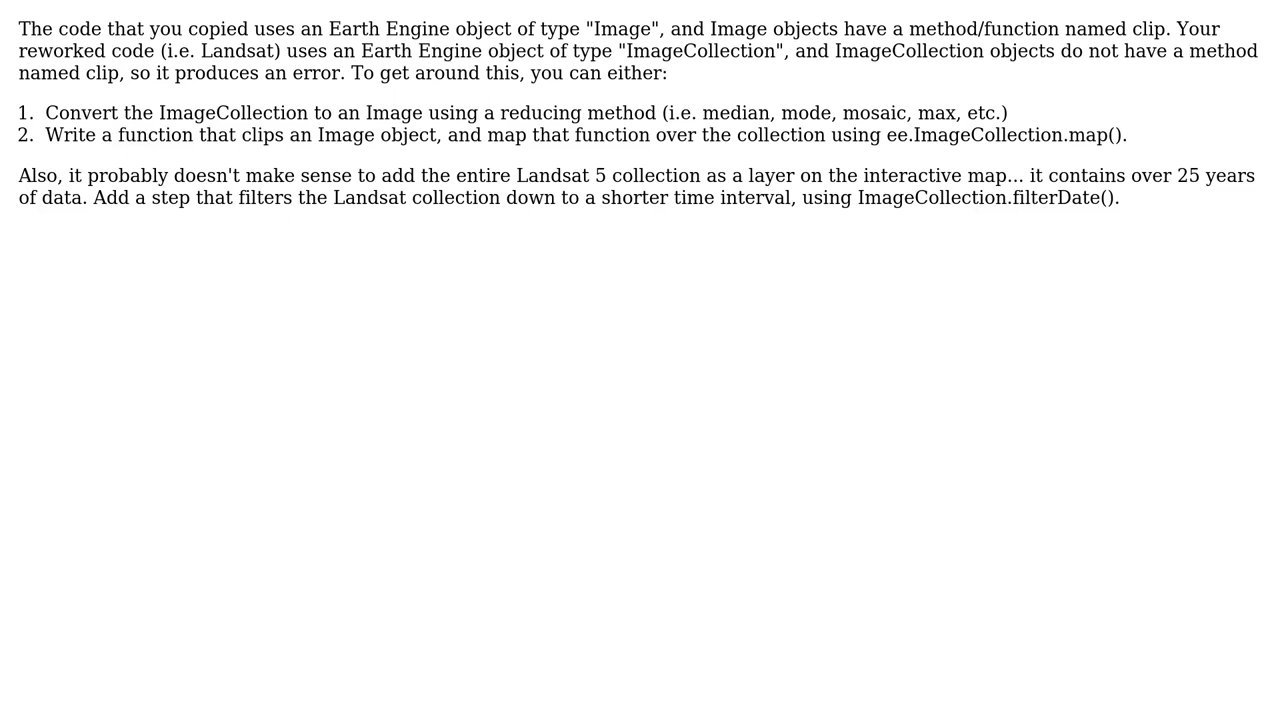 The code that you copied uses an Earth Engine object of type "Image", and Image objects have a method/function named clip. Your
reworked code (i.e. Landsat) uses an Earth Engine object of type "ImageCollection", and ImageCollection objects do not have a method
named clip, so it produces an error. To get around this, you can either:
1. Convert the ImageCollection to an Image using a reducing method (i.e. median, mode, mosaic, max, etc.)
2. Write a function that clips an Image object, and map that function over the collection using ee.ImageCollection.map().
Also, it probably doesn't make sense to add the entire Landsat 5 collection as a layer on the interactive map... it contains over 25 years
of data. Add a step that filters the Landsat collection down to a shorter time interval, using ImageCollection.filterDate().